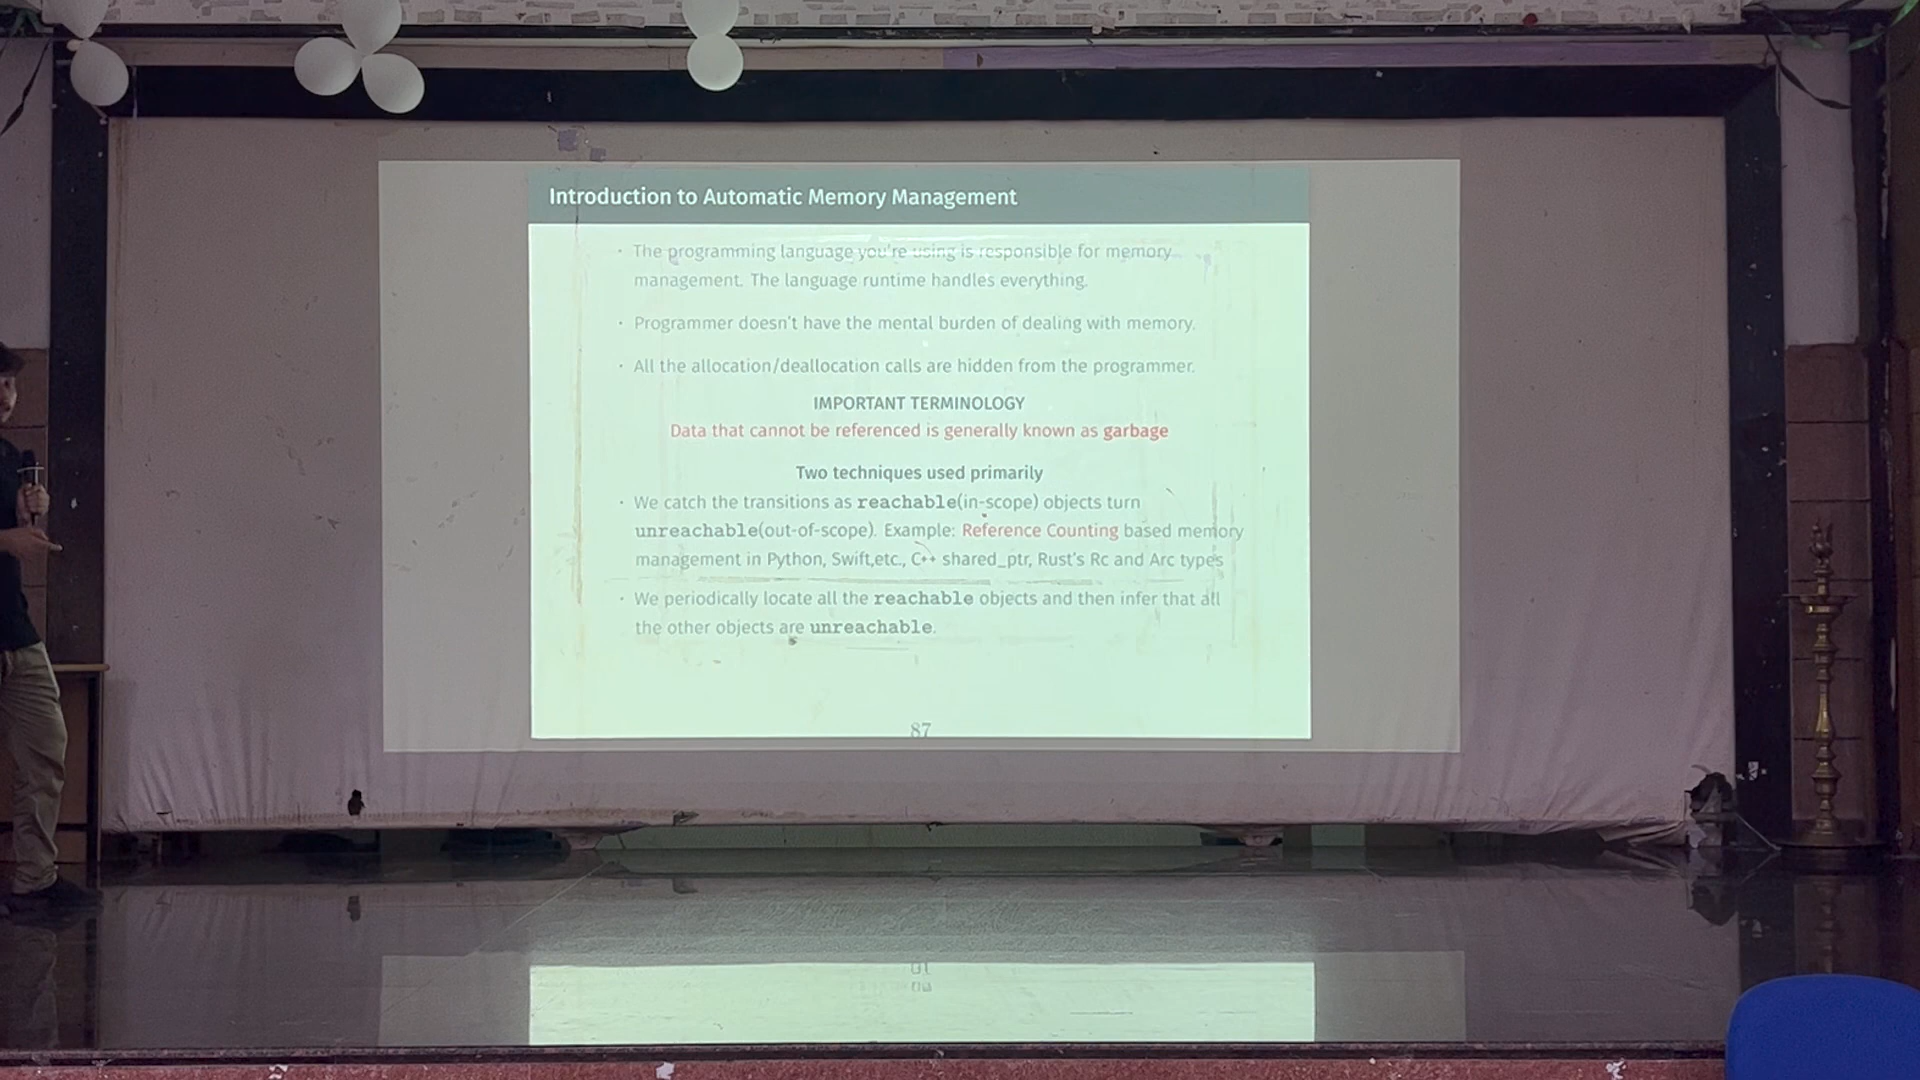 Introduction to Automatic Memory Management
· The programming language you're using is responsible for memory
management. The language runtime handles everything.
· Programmer doesn't have the mental burden of dealing with memory.
· All the allocation/deallocation calls are hidden from the programmer.
IMPORTANT TERMINOLOGY
Data that cannot be referenced is generally known as garbage
Two techniques used primarily
· We catch the transitions as reachable(in-scope) objects turn
unreachable(out-of-scope). Example: Reference Counting based memory
management in Python, Swift,etc., C++ shared_ptr, Rust's Rc and Arc types
· We periodically locate all the reachable objects and then infer that all
the other objects are unreachable.
87